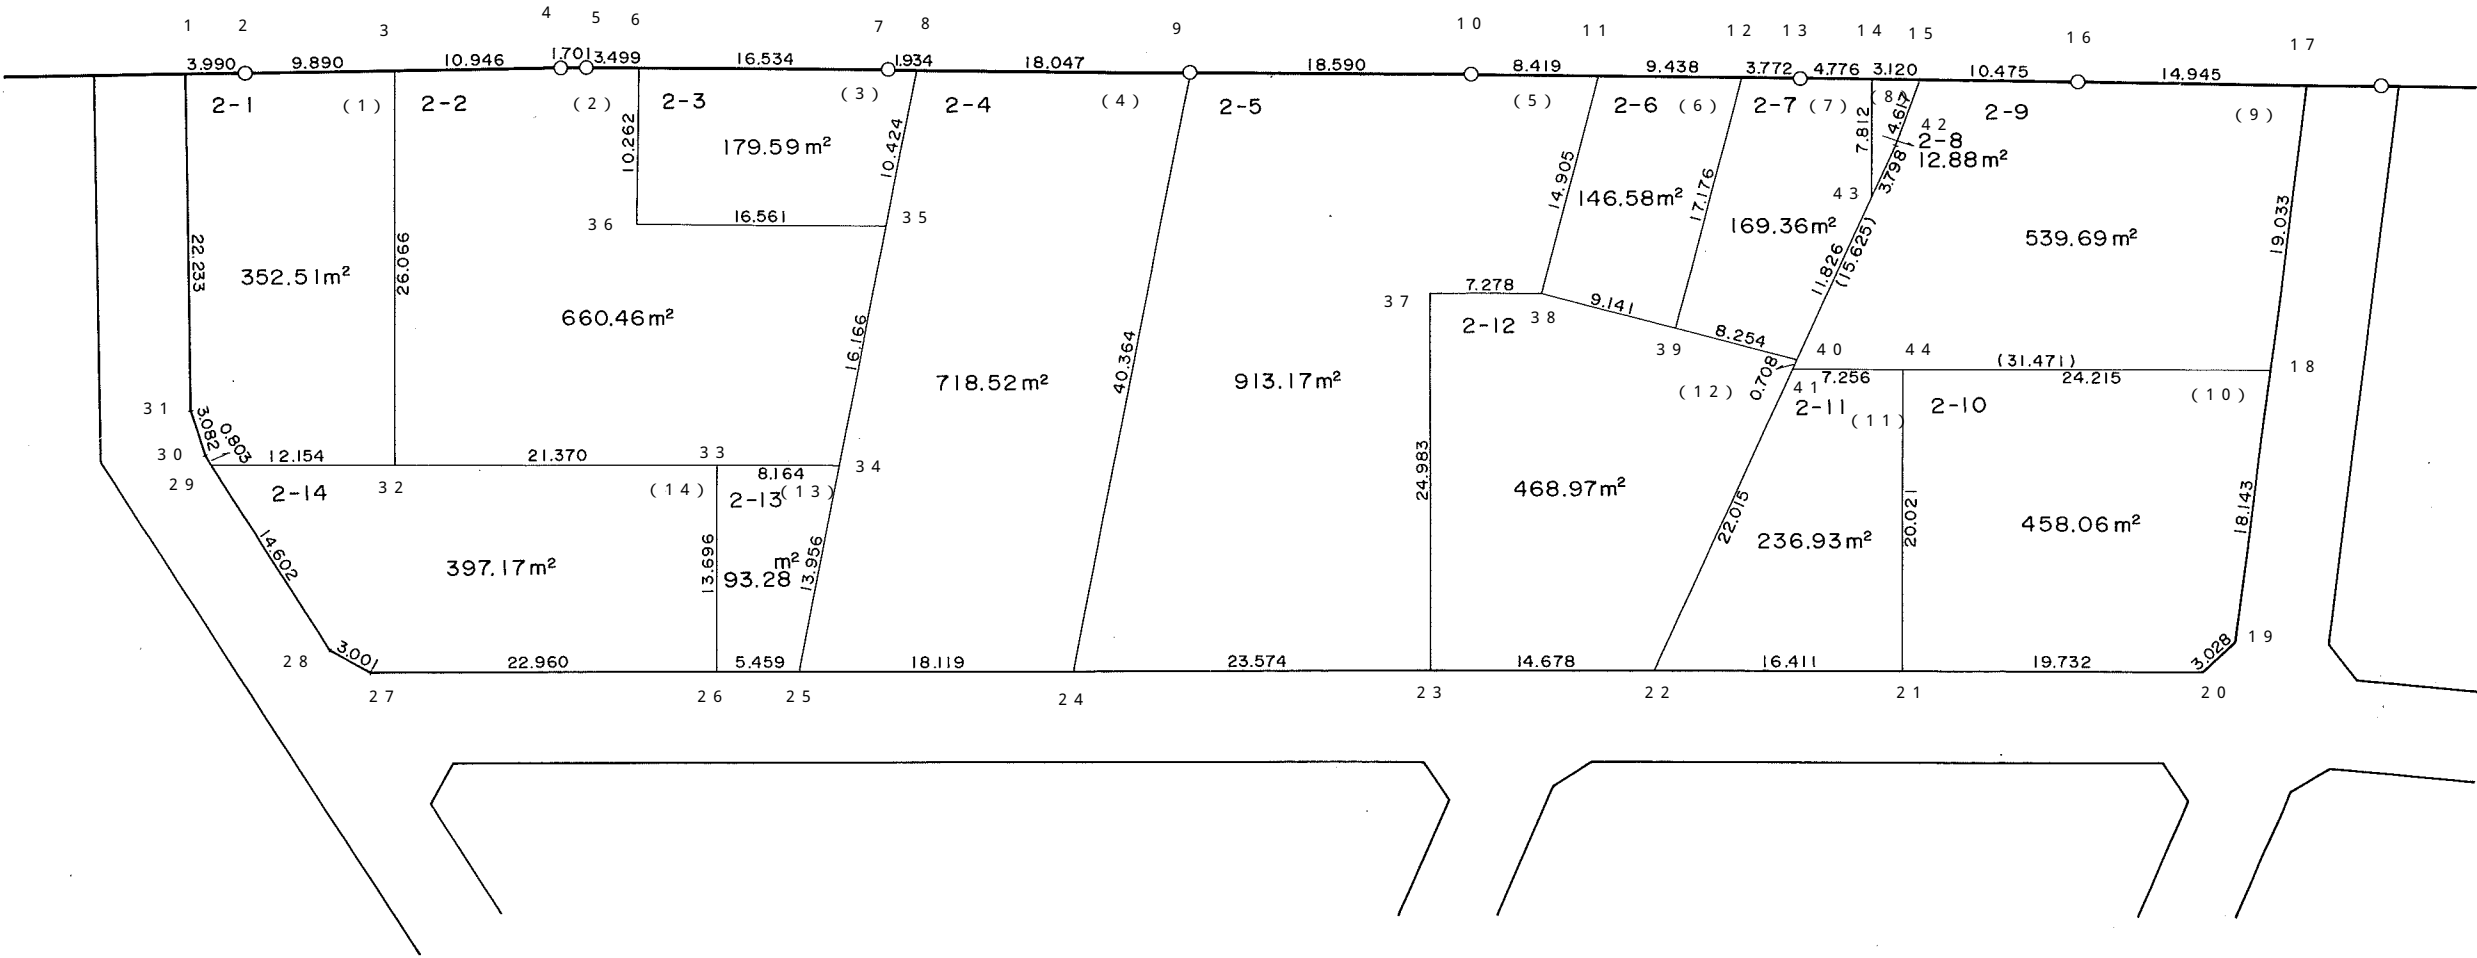 1 2 3 4 5 6 7 8 9 10 11 12 13 14 15 16 17
3.990 9.890 10.946 1.701 3.499 16.534 1.934 18.047 18.590 8.419 9.438 3.772 4.776 3.120 10.475 14.945
2-1 (1) 2-2 (2) 2-3 (3) 2-4 (4) 2-5 (5) 2-6 (6) 2-7 (7) (8) 2-9 (9)
10.262 179.59m² 10.424 7.812 4.617 42
2-8
12.88m²
3.798
43
14.905 146.58m² 17.176 169.36m²
36 16.561 35
22.233 352.51m² 26.066
11.826 (15.625) 539.69m² 19.033
37 7.278 9.141
660.46m² 16.166 40.364 2-12 38 8.254
39 40 44 (31.471) 18
718.52m² 913.17m² (12) 0.708 7.256 24.215 (10)
41
2-11 (11) 2-10
31 3.082 0.803
30 12.154 21.370 33 34
8.164
29 2-14 32 (14) 2-13 (13)
24.983 468.97m² 22.015 20.021 18.143
14.602 397.17m² 13.696 m² 13.956
93.28
236.93m² 458.06m²
28 3.001 22.960 5.459 18.119 23.574 14.678 16.411 19.732 3.028 19
27 26 25 24 23 22 21 20